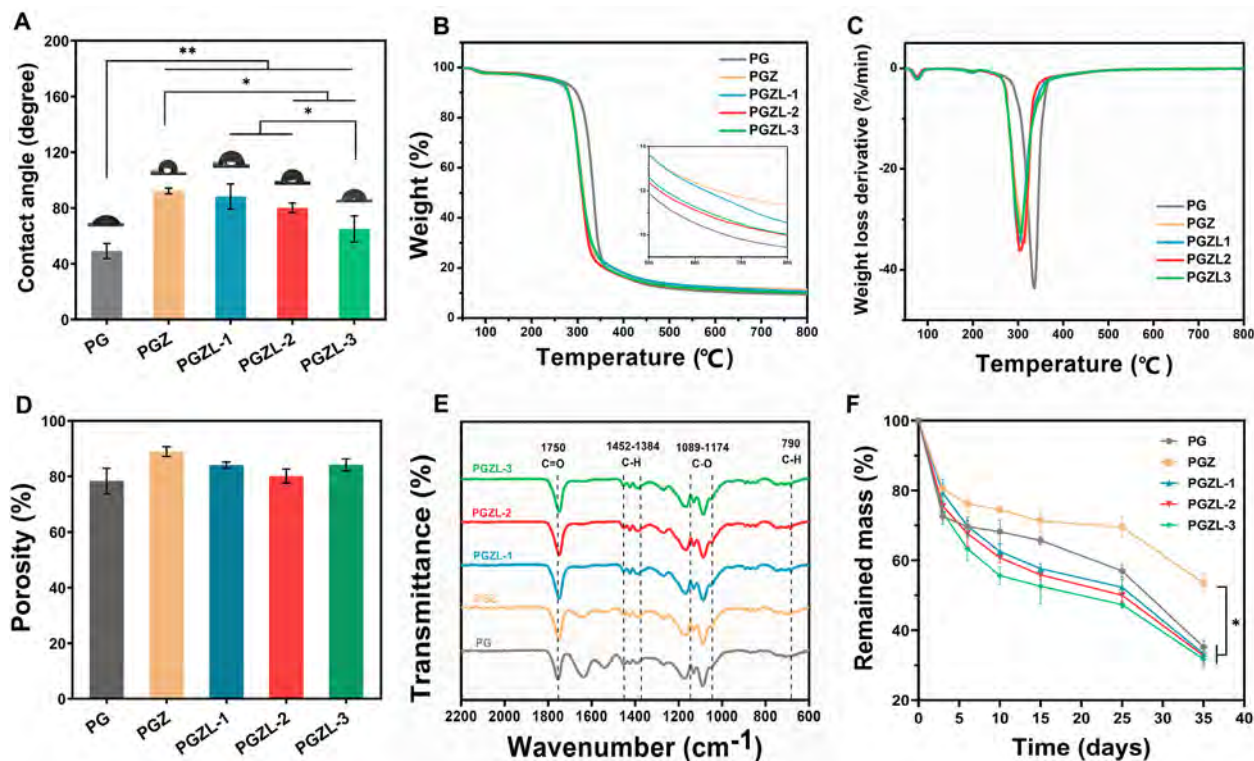 A
Contact angle (degree)
200
160
120
80
40
0
**
*
*
PG
PGZ
PGZL-1
PGZL-2
PGZL-3
B
Weight (%)
100
80
60
40
20
0
PG
PGZ
PGZL-1
PGZL-2
PGZL-3
100
200
300
400
500
600
700
800
Temperature (℃)
C
Weight loss derivative (%/min)
0
-20
-40
PG
PGZ
PGZL1
PGZL2
PGZL3
100
200
300
400
500
600
700
800
Temperature (℃)
D
Porosity (%)
100
80
60
40
20
0
PG
PGZ
PGZL-1
PGZL-2
PGZL-3
E
Transmittance (%)
1750
C=O
1452-1384
C-H
1089-1174
C-O
790
C-H
PGZL-3
PGZL-2
PGZL-1
PG
2200
2000
1800
1600
1400
1200
1000
800
600
Wavenumber (cm-1)
F
Remained mass (%)
100
80
60
40
20
PG
PGZ
PGZL-1
PGZL-2
PGZL-3
*
0
5
10
15
20
25
30
35
40
Time (days)